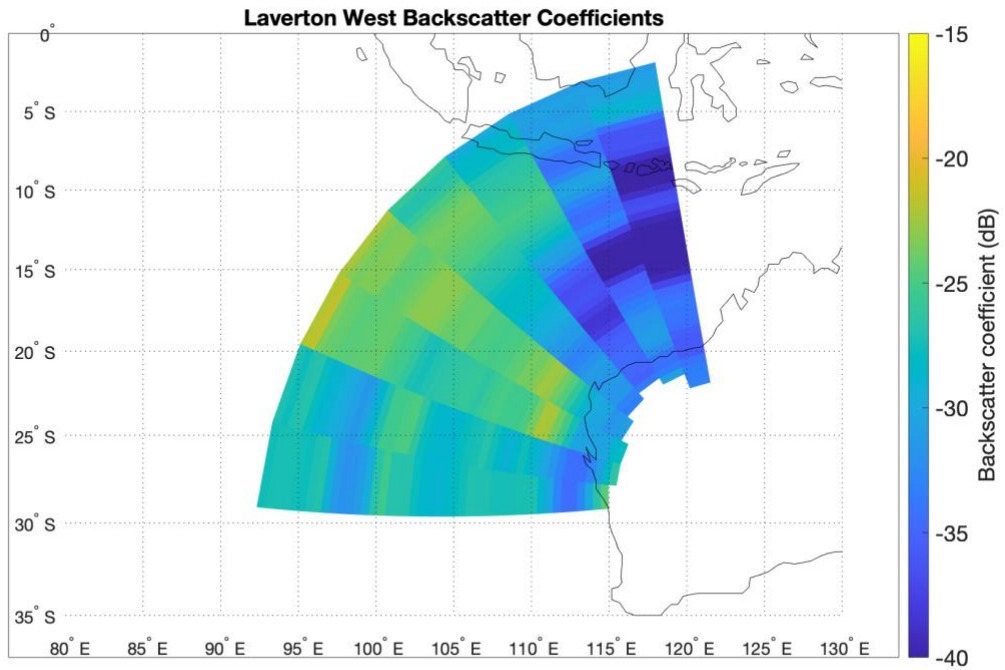 Laverton West Backscatter Coefficients
0°
5° S
10° S
15° S
20° S
25° S
30° S
35° S
80° E 85° E 90° E 95° E 100° E 105° E 110° E 115° E 120° E 125° E 130° E
-15
-20
-25
-30
-35
-40
Backscatter coefficient (dB)